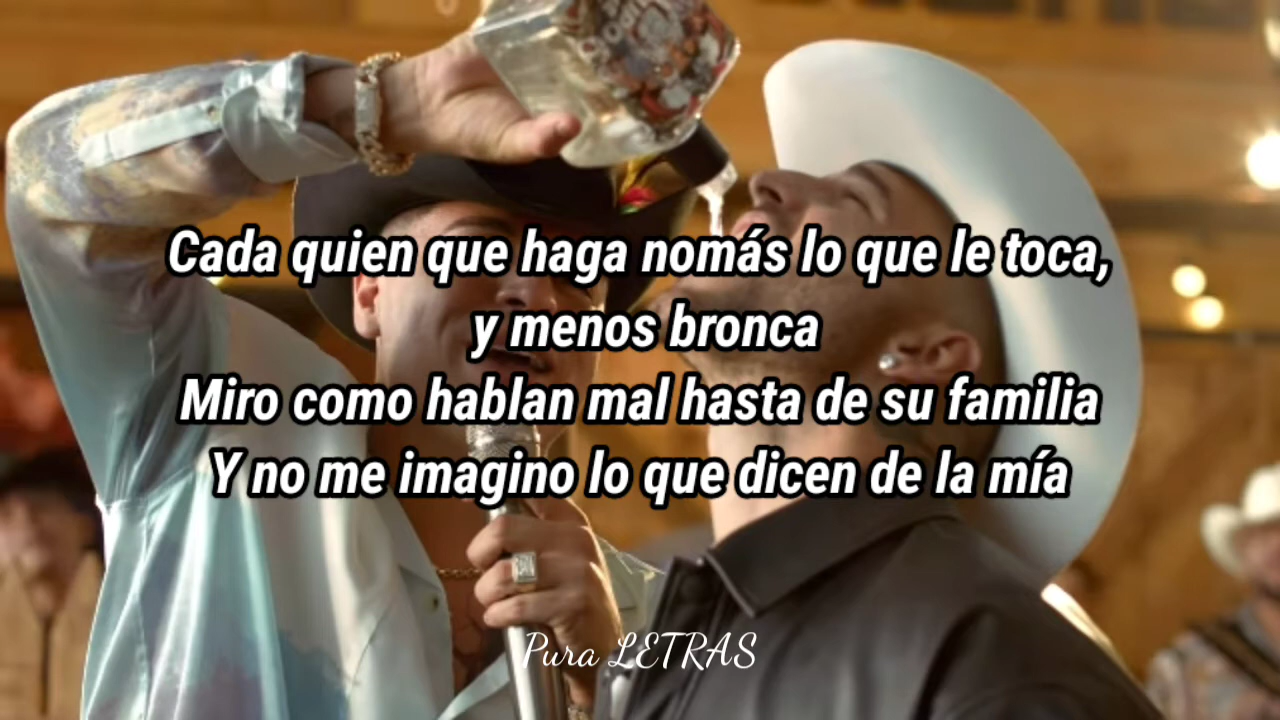 Cada quien que haga nomás lo que le toca,
y menos bronca
Miro como hablan mal hasta de su familia
Y no me imagino lo que dicen de la mía
Pura LETRAS